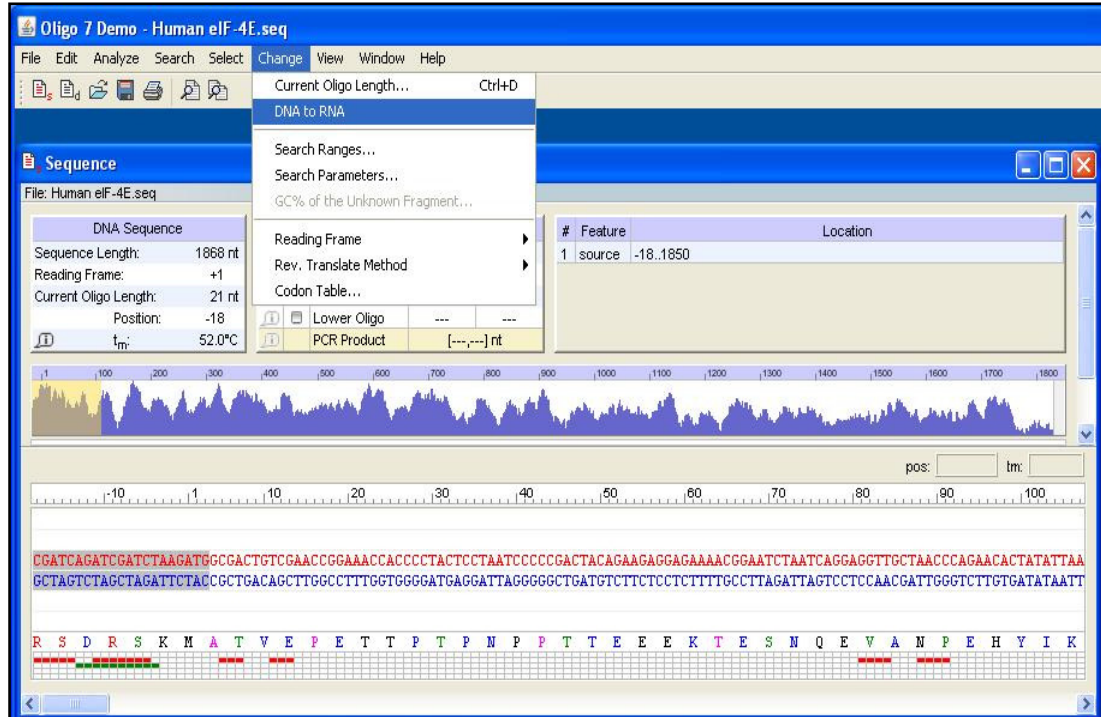 Oligo 7 Demo - Human eIF-4E.seq
File Edit Analyze Search Select Change View Window Help
Current Oligo Length... Ctrl+D
DNA to RNA
Search Ranges...
Search Parameters...
GC% of the Unknown Fragment...
Reading Frame
Rev. Translate Method
Codon Table...
Sequence
File: Human eIF-4E.seq
DNA Sequence
Sequence Length: 1868 nt
Reading Frame: +1
Current Oligo Length: 21 nt
Position: -18
tm: 52.0°C
Lower Oligo --- ---
PCR Product [---,---] nt
# Feature Location
1 source -18..1850
1 100 200 300 400 500 600 700 800 900 1000 1100 1200 1300 1400 1500 1600 1700 1800
pos: tm:
-10 1 10 20 30 40 50 60 70 80 90 100
CGATCAGATCGATCTAAGATGGCGACTGTCGAACCGGAAACCACCCCTACTCCTAATCCCCCGACTACAGAAGAGGAGAAAACGGAATCTAATCAGGAGGTTGCTAACCCAGAACACTATATTAA
GCTAGTCTAGCTAGATTCTACCGCTGACAGCTTGGCCTTTGGTGGGGATGAGGATTAGGGGGCTGATGTCTTCTCCTCTTTTGCCTTAGATTAGTCCTCCAACGATTGGGTCTTGTGATATAATT
R S D R S K M A T V E P E T T P T P N P P T T E E E K T E S N Q E V A N P E H Y I K